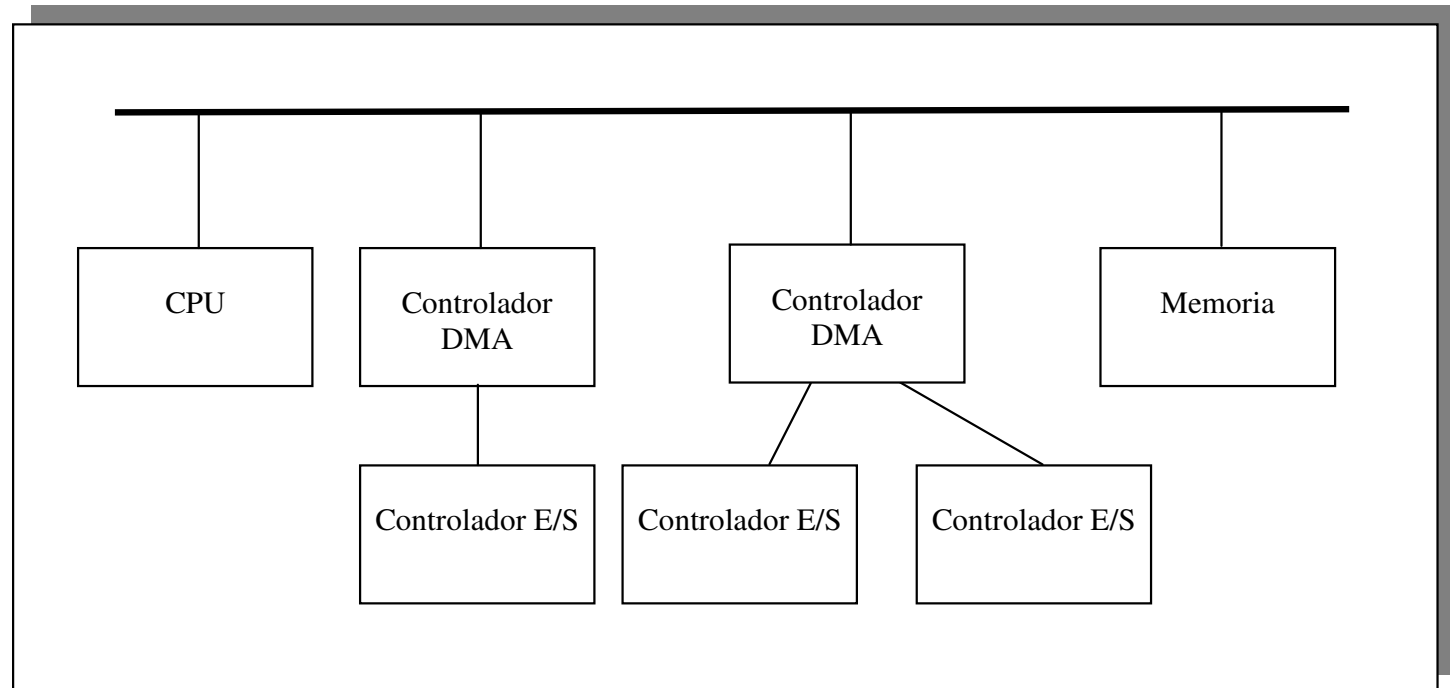 CPU
Controlador
DMA
Controlador
DMA
Memoria
Controlador E/S
Controlador E/S
Controlador E/S